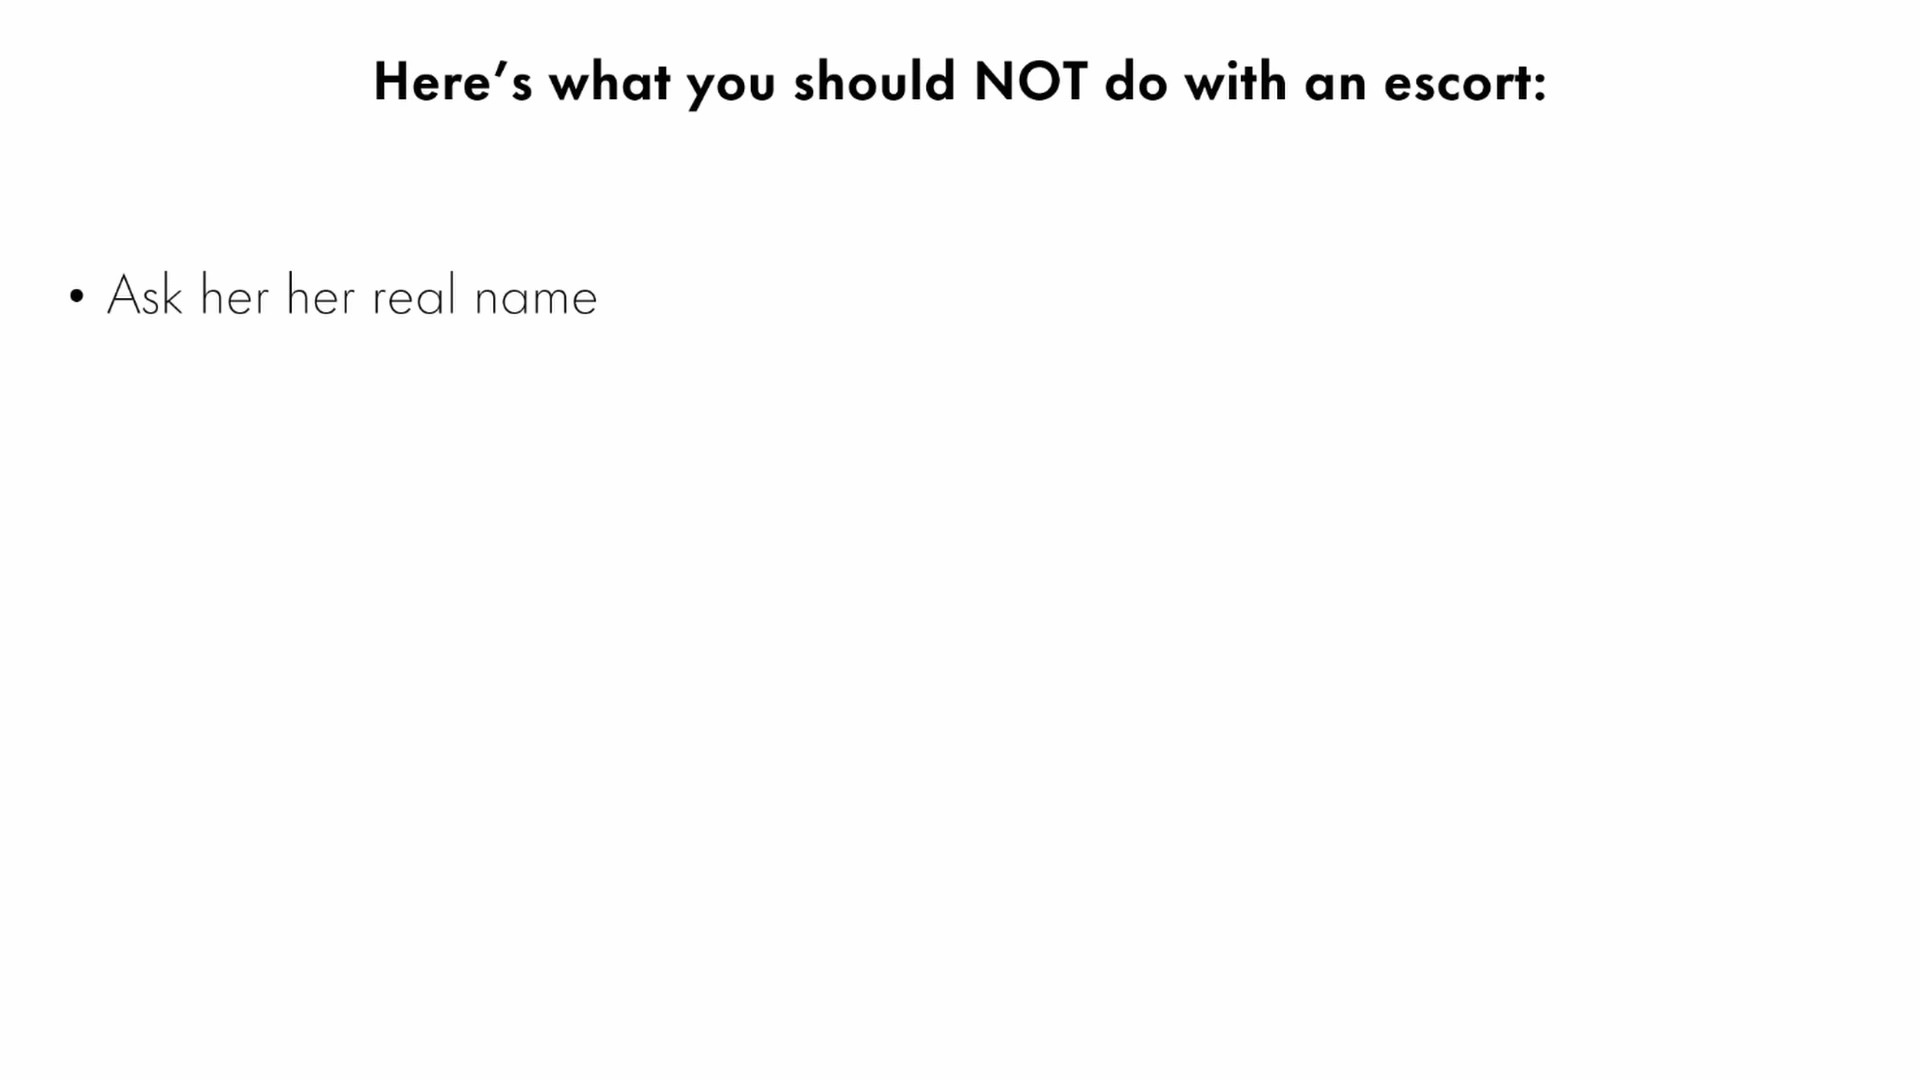 Here’s what you should NOT do with an escort:
• Ask her her real name